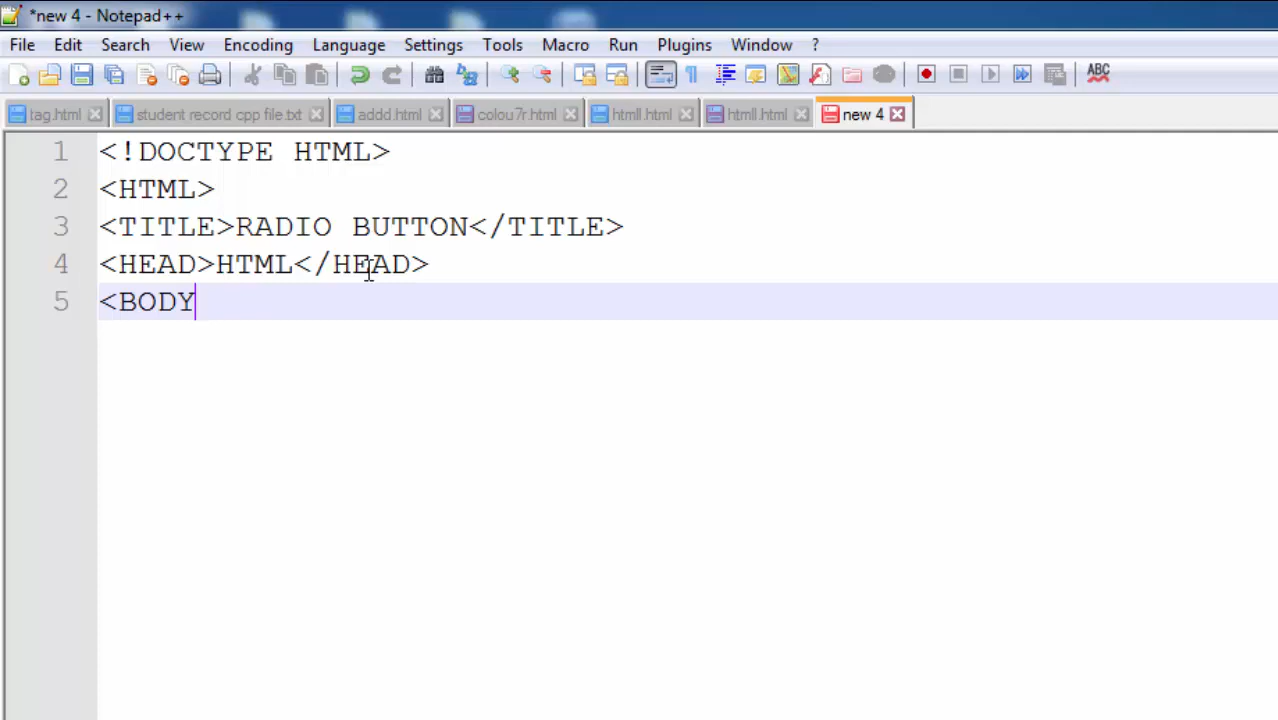 *new 4 - Notepad++
File Edit Search View Encoding Language Settings Tools Macro Run Plugins Window ?
ABC
tag.html student record cpp file.txt addd.html colou7r.html htmll.html htmll.html new 4
1 <!DOCTYPE HTML>
2 <HTML>
3 <TITLE>RADIO BUTTON</TITLE>
4 <HEAD>HTML</HEAD>
5 <BODY